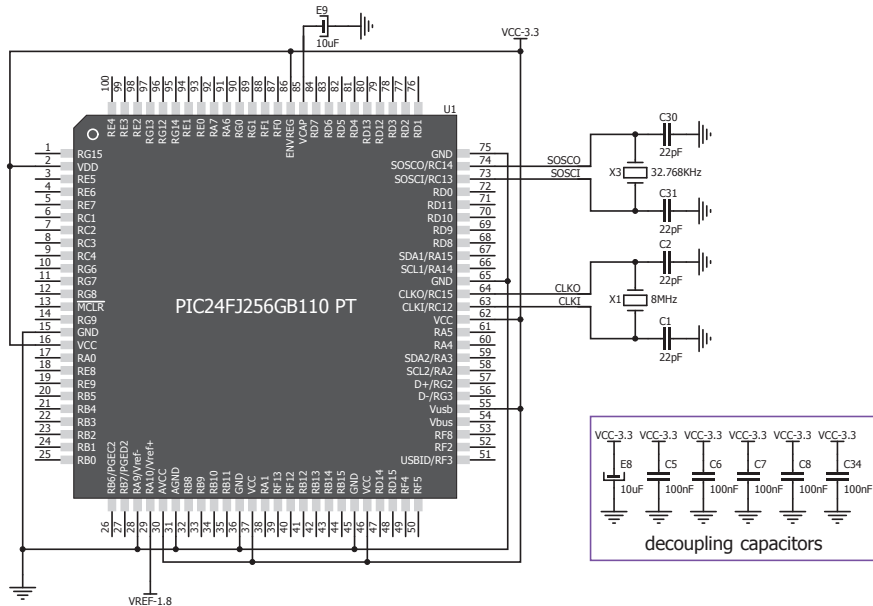 E9
10uF
VCC-3.3
100 99 98 97 96 95 94 93 92 91 90 89 88 87 86 85 84 83 82 81 80 79 78 77 76
RE4 RE3 RE2 RG13 RG12 RG14 RE1 RE0 RA7 RA6 RG0 RG1 RF1 RF0 ENVREG VCAP RD7 RD6 RD5 RD4 RD13 RD12 RD3 RD2 RD1
U1
PIC24FJ256GB110 PT
1 RG15
2 VDD
3 RE5
4 RE6
5 RE7
6 RC1
7 RC2
8 RC3
9 RC4
10 RG6
11 RG7
12 RG8
13 MCLR
14 RG9
15 GND
16 VCC
17 RA0
18 RE8
19 RE9
20 RB5
21 RB4
22 RB3
23 RB2
24 RB1
25 RB0
GND 75
SOSCO/RC14 74
SOSCI/RC13 73
RD0 72
RD11 71
RD10 70
RD9 69
RD8 68
SDA1/RA15 67
SCL1/RA14 66
GND 65
CLKO/RC15 64
CLKI/RC12 63
VCC 62
RA5 61
RA4 60
SDA2/RA3 59
SCL2/RA2 58
D+/RG2 57
D-/RG3 56
Vusb 55
Vbus 54
RF8 53
RF2 52
USBID/RF3 51
RB6/PGEC2 RB7/PGED2 RA9/Vref- RA10/Vref+ AVCC AGND RB8 RB9 RB10 RB11 GND VCC RA1 RF13 RF12 RB12 RB13 RB14 RB15 GND VCC RD14 RD15 RF4 RF5
26 27 28 29 30 31 32 33 34 35 36 37 38 39 40 41 42 43 44 45 46 47 48 49 50
VREF-1.8
C30
22pF
SOSCO
SOSCI
X3 32.768KHz
C31
22pF
C2
22pF
CLKO
CLKI
X1 8MHz
C1
22pF
VCC-3.3 VCC-3.3 VCC-3.3 VCC-3.3 VCC-3.3 VCC-3.3
E8 C5 C6 C7 C8 C34
10uF 100nF 100nF 100nF 100nF 100nF
decoupling capacitors